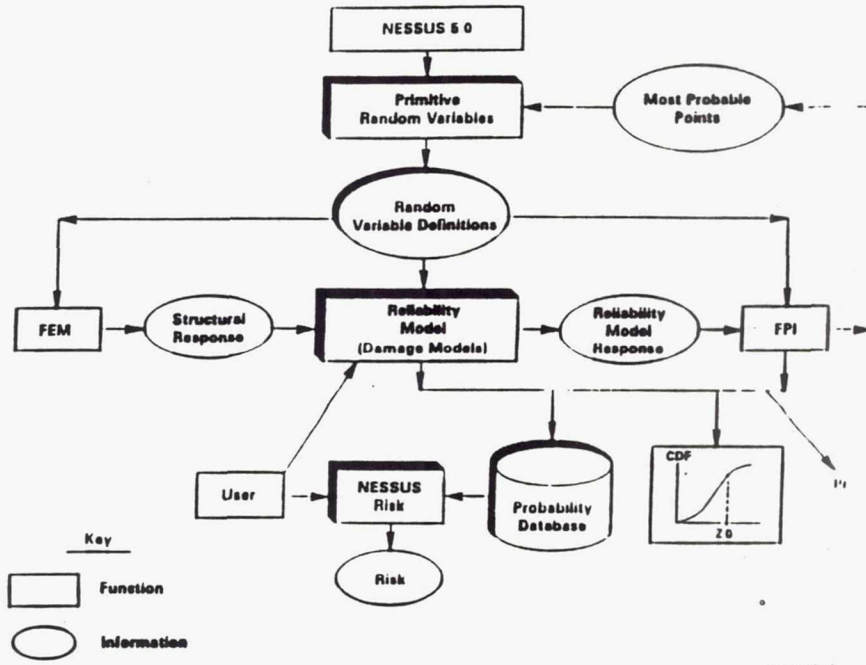 NESSUS 5 0
Primitive
Random Variables
Most Probable
Points
Random
Variable Definitions
FEM
Structural
Response
Reliability
Model
(Damage Models)
Reliability
Model
Response
FPI
User
NESSUS
Risk
Probability
Database
CDF
Z 0
Risk
Key
Function
Information